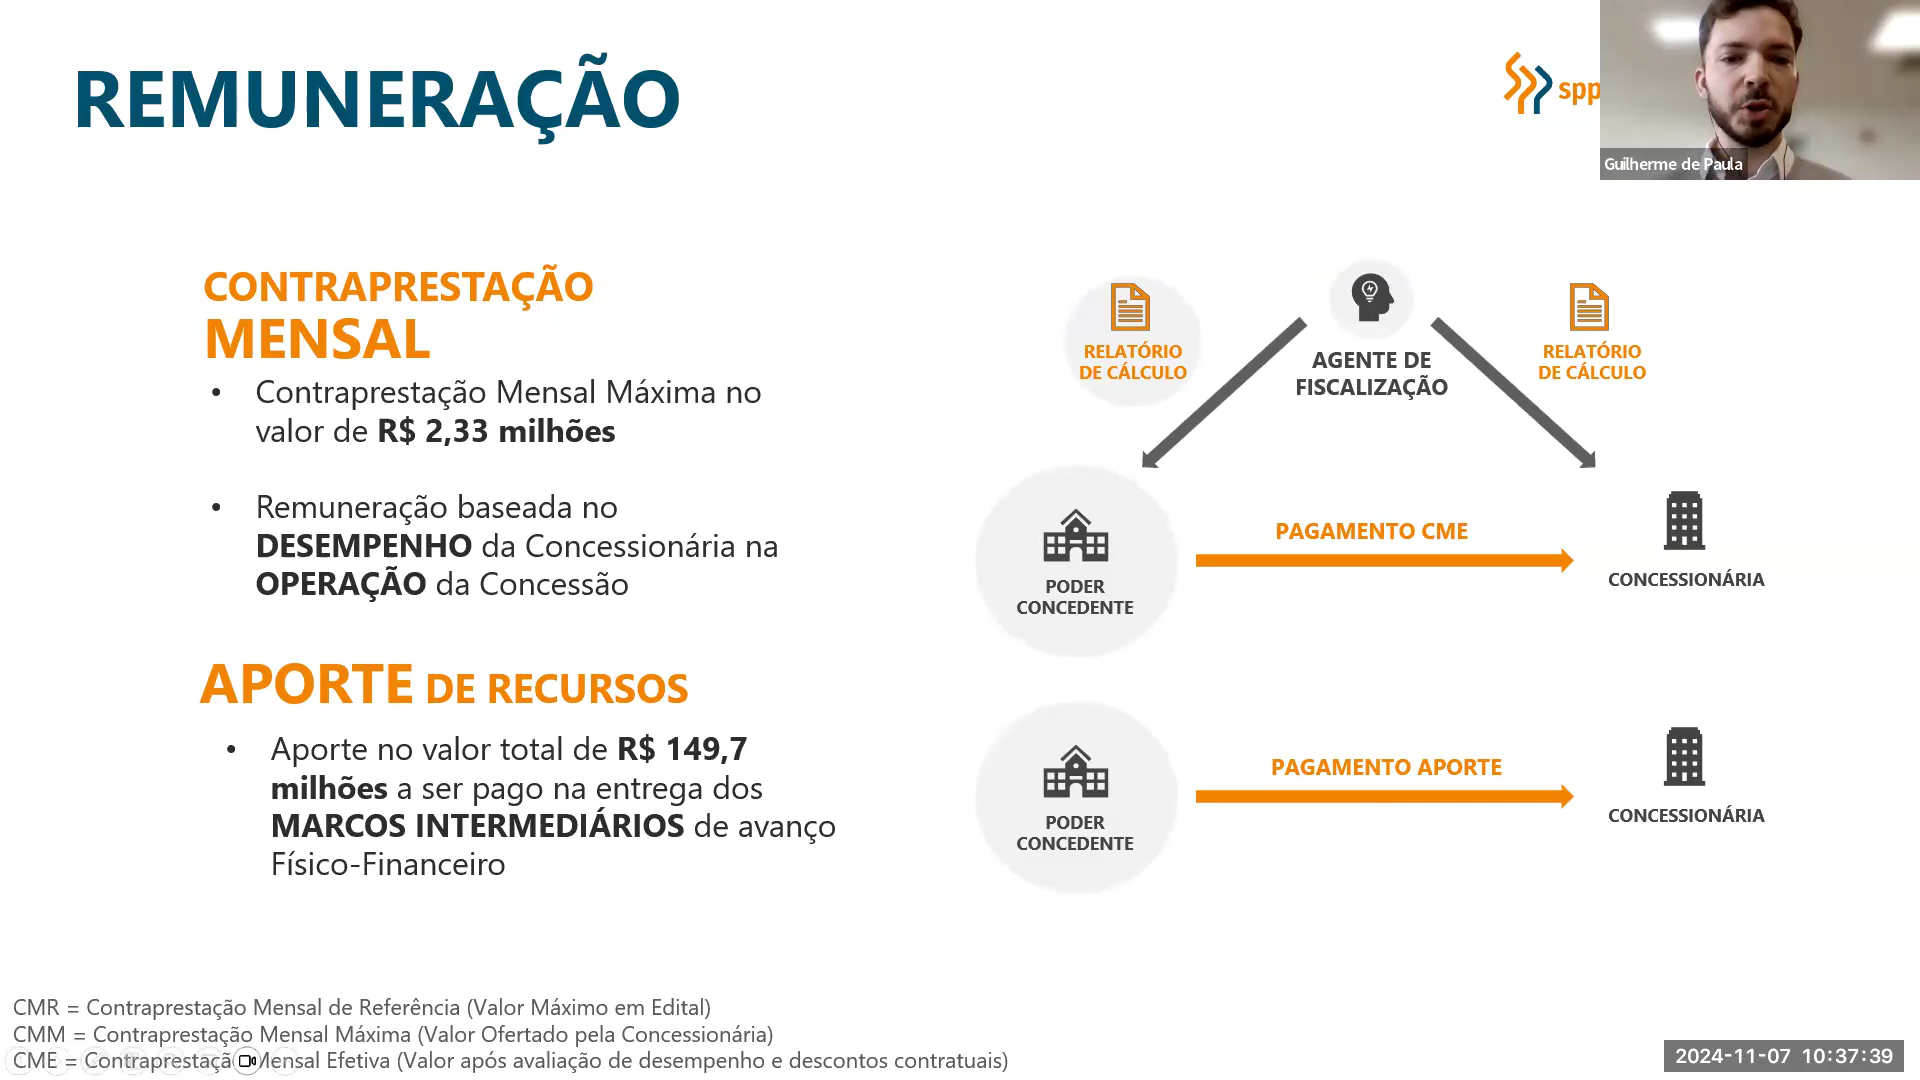 REMUNERAÇÃO
spp
Guilherme de Paula
CONTRAPRESTAÇÃO
MENSAL
• Contraprestação Mensal Máxima no
valor de R$ 2,33 milhões
• Remuneração baseada no
DESEMPENHO da Concessionária na
OPERAÇÃO da Concessão
APORTE DE RECURSOS
• Aporte no valor total de R$ 149,7
milhões a ser pago na entrega dos
MARCOS INTERMEDIÁRIOS de avanço
Físico-Financeiro
RELATÓRIO
DE CÁLCULO
AGENTE DE
FISCALIZAÇÃO
RELATÓRIO
DE CÁLCULO
PODER
CONCEDENTE
PAGAMENTO CME
CONCESSIONÁRIA
PODER
CONCEDENTE
PAGAMENTO APORTE
CONCESSIONÁRIA
CMR = Contraprestação Mensal de Referência (Valor Máximo em Edital)
CMM = Contraprestação Mensal Máxima (Valor Ofertado pela Concessionária)
CME = Contraprestaçã Mensal Efetiva (Valor após avaliação de desempenho e descontos contratuais)
2024-11-07 10:37:39